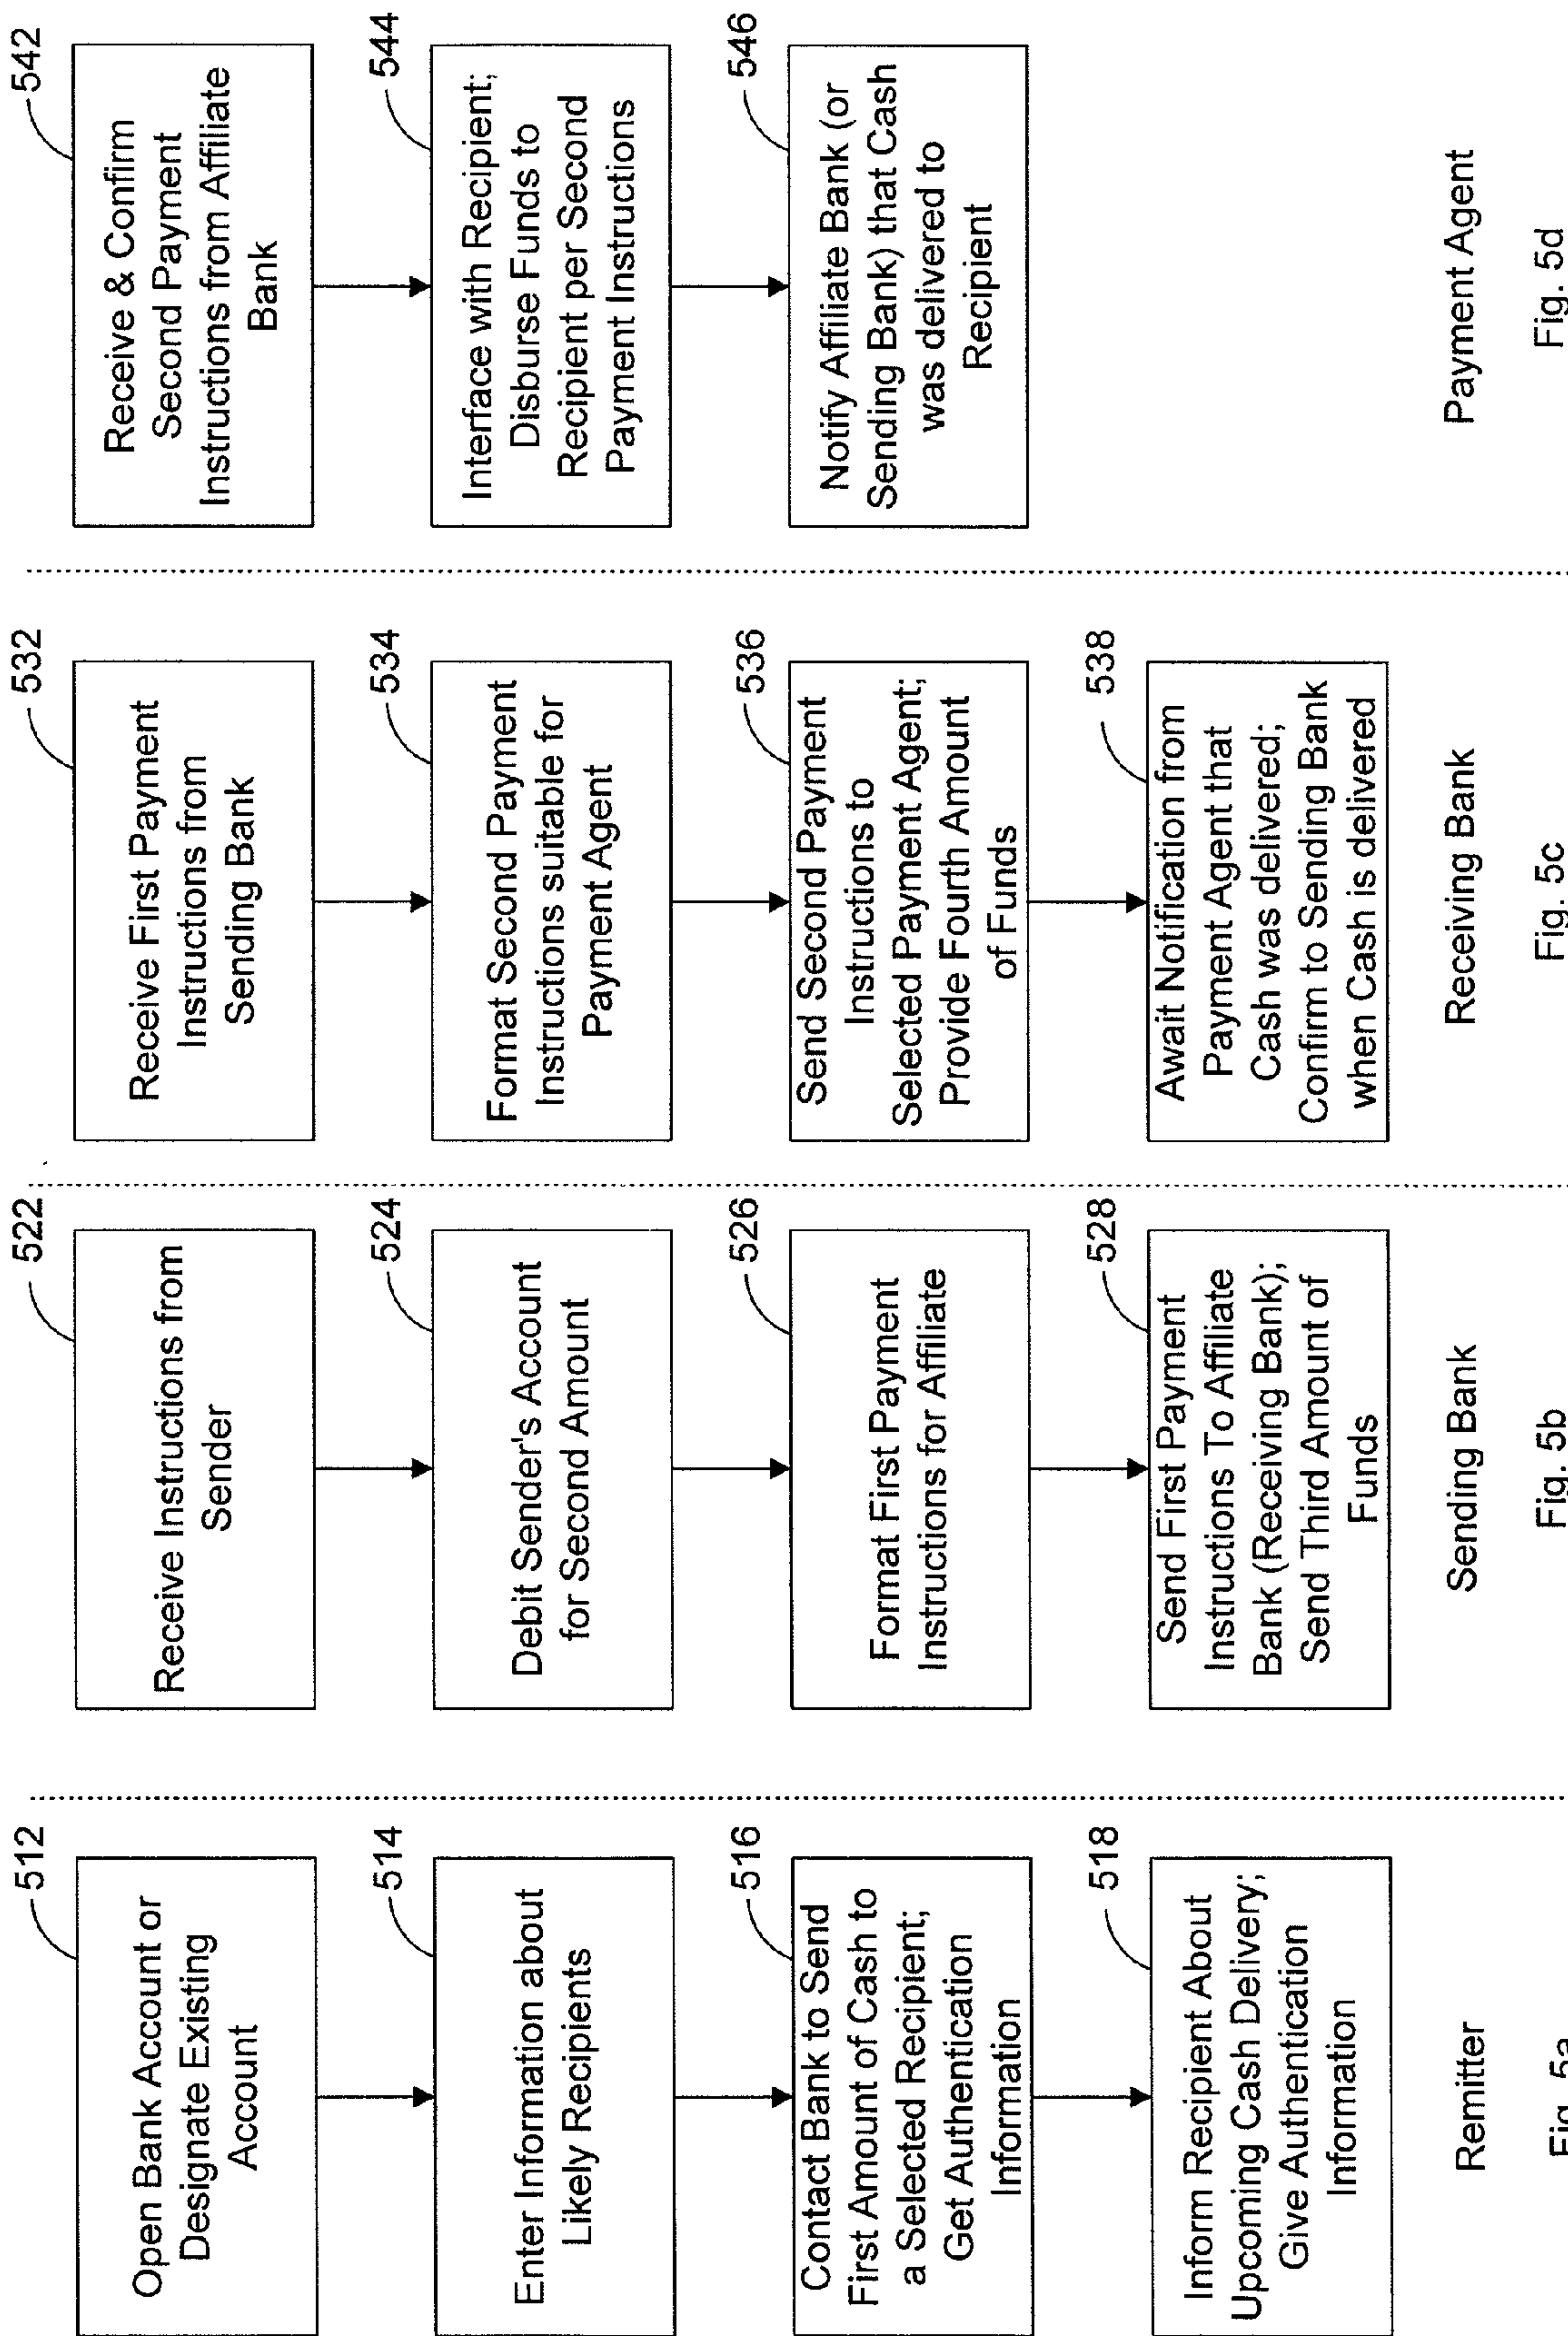 512
Open Bank Account or
Designate Existing
Account
514
Enter Information about
Likely Recipients
516
Contact Bank to Send
First Amount of Cash to
a Selected Recipient;
Get Authentication
Information
518
Inform Recipient About
Upcoming Cash Delivery;
Give Authentication
Information
Remitter
Fig. 5a
522
Receive Instructions from
Sender
524
Debit Sender's Account
for Second Amount
526
Format First Payment
Instructions for Affiliate
528
Send First Payment
Instructions To Affiliate
Bank (Receiving Bank);
Send Third Amount of
Funds
Sending Bank
Fig. 5b
532
Receive First Payment
Instructions from
Sending Bank
534
Format Second Payment
Instructions suitable for
Payment Agent
536
Send Second Payment
Instructions to
Selected Payment Agent;
Provide Fourth Amount
of Funds
538
Await Notification from
Payment Agent that
Cash was delivered;
Confirm to Sending Bank
when Cash is delivered
Receiving Bank
Fig. 5c
542
Receive & Confirm
Second Payment
Instructions from Affiliate
Bank
544
Interface with Recipient;
Disburse Funds to
Recipient per Second
Payment Instructions
546
Notify Affiliate Bank (or
Sending Bank) that Cash
was delivered to
Recipient
Payment Agent
Fig. 5d